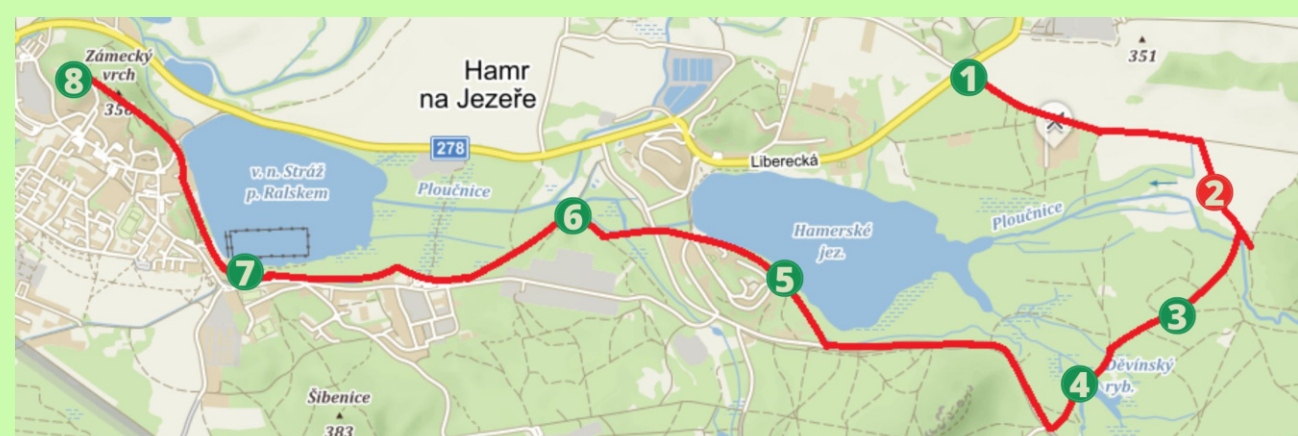 Zámecký
vrch
358
8
Hamr
na Jezeře
278
v. n. Stráž
p. Ralskem
Ploučnice
7
6
1
351
Liberecká
2
Ploučnice
Hamerské
jez.
5
3
4
Děvínský
ryb.
Šibenice
383